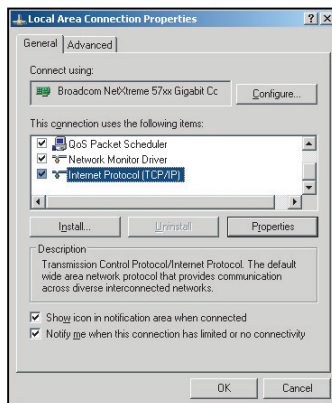 Local Area Connection Properties
General Advanced
Connect using:
Broadcom NetXtreme 57xx Gigabit Cc
Configure...
This connection uses the following items:
QoS Packet Scheduler
Network Monitor Driver
Internet Protocol (TCP/IP)
Install... Uninstall Properties
Description
Transmission Control Protocol/Internet Protocol. The default
wide area network protocol that provides communication
across diverse interconnected networks.
Show icon in notification area when connected
Notify me when this connection has limited or no connectivity
OK Cancel